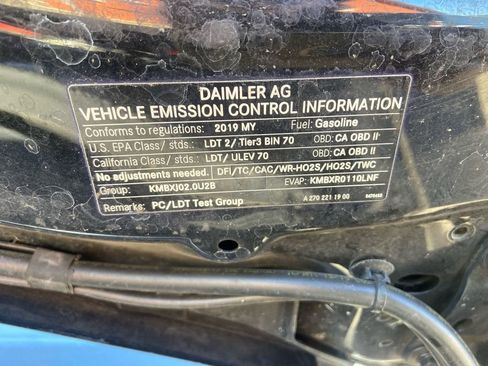 DAIMLER AG
VEHICLE EMISSION CONTROL INFORMATION
Conforms to regulations: 2019 MY Fuel: Gasoline
U.S. EPA Class/ stds.: LDT 2/ Tier3 BIN 70 OBD: CA OBD II
California Class/ stds.: LDT/ ULEV 70 OBD: CA OBD II
No adjustments needed. DFI/TC/CAC/WR-HO2S/HO2S/TWC
Group: KMBXJ02.0U2B EVAP: KMBXR0110LNF
Remarks: PC/LDT Test Group A 270 221 19 00